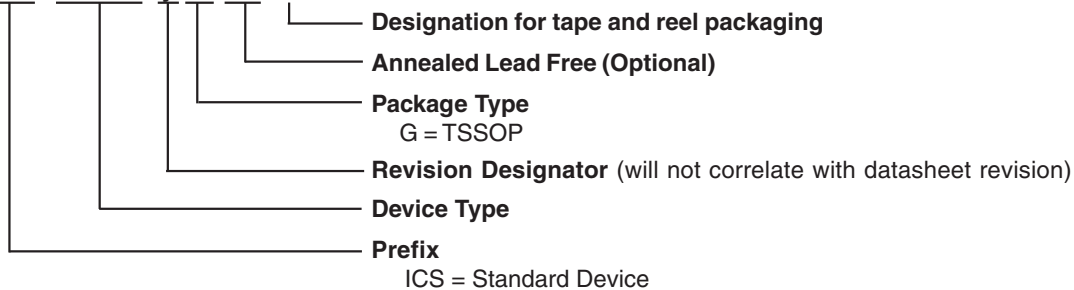 Designation for tape and reel packaging
Annealed Lead Free (Optional)
Package Type
G = TSSOP
Revision Designator (will not correlate with datasheet revision)
Device Type
Prefix
ICS = Standard Device